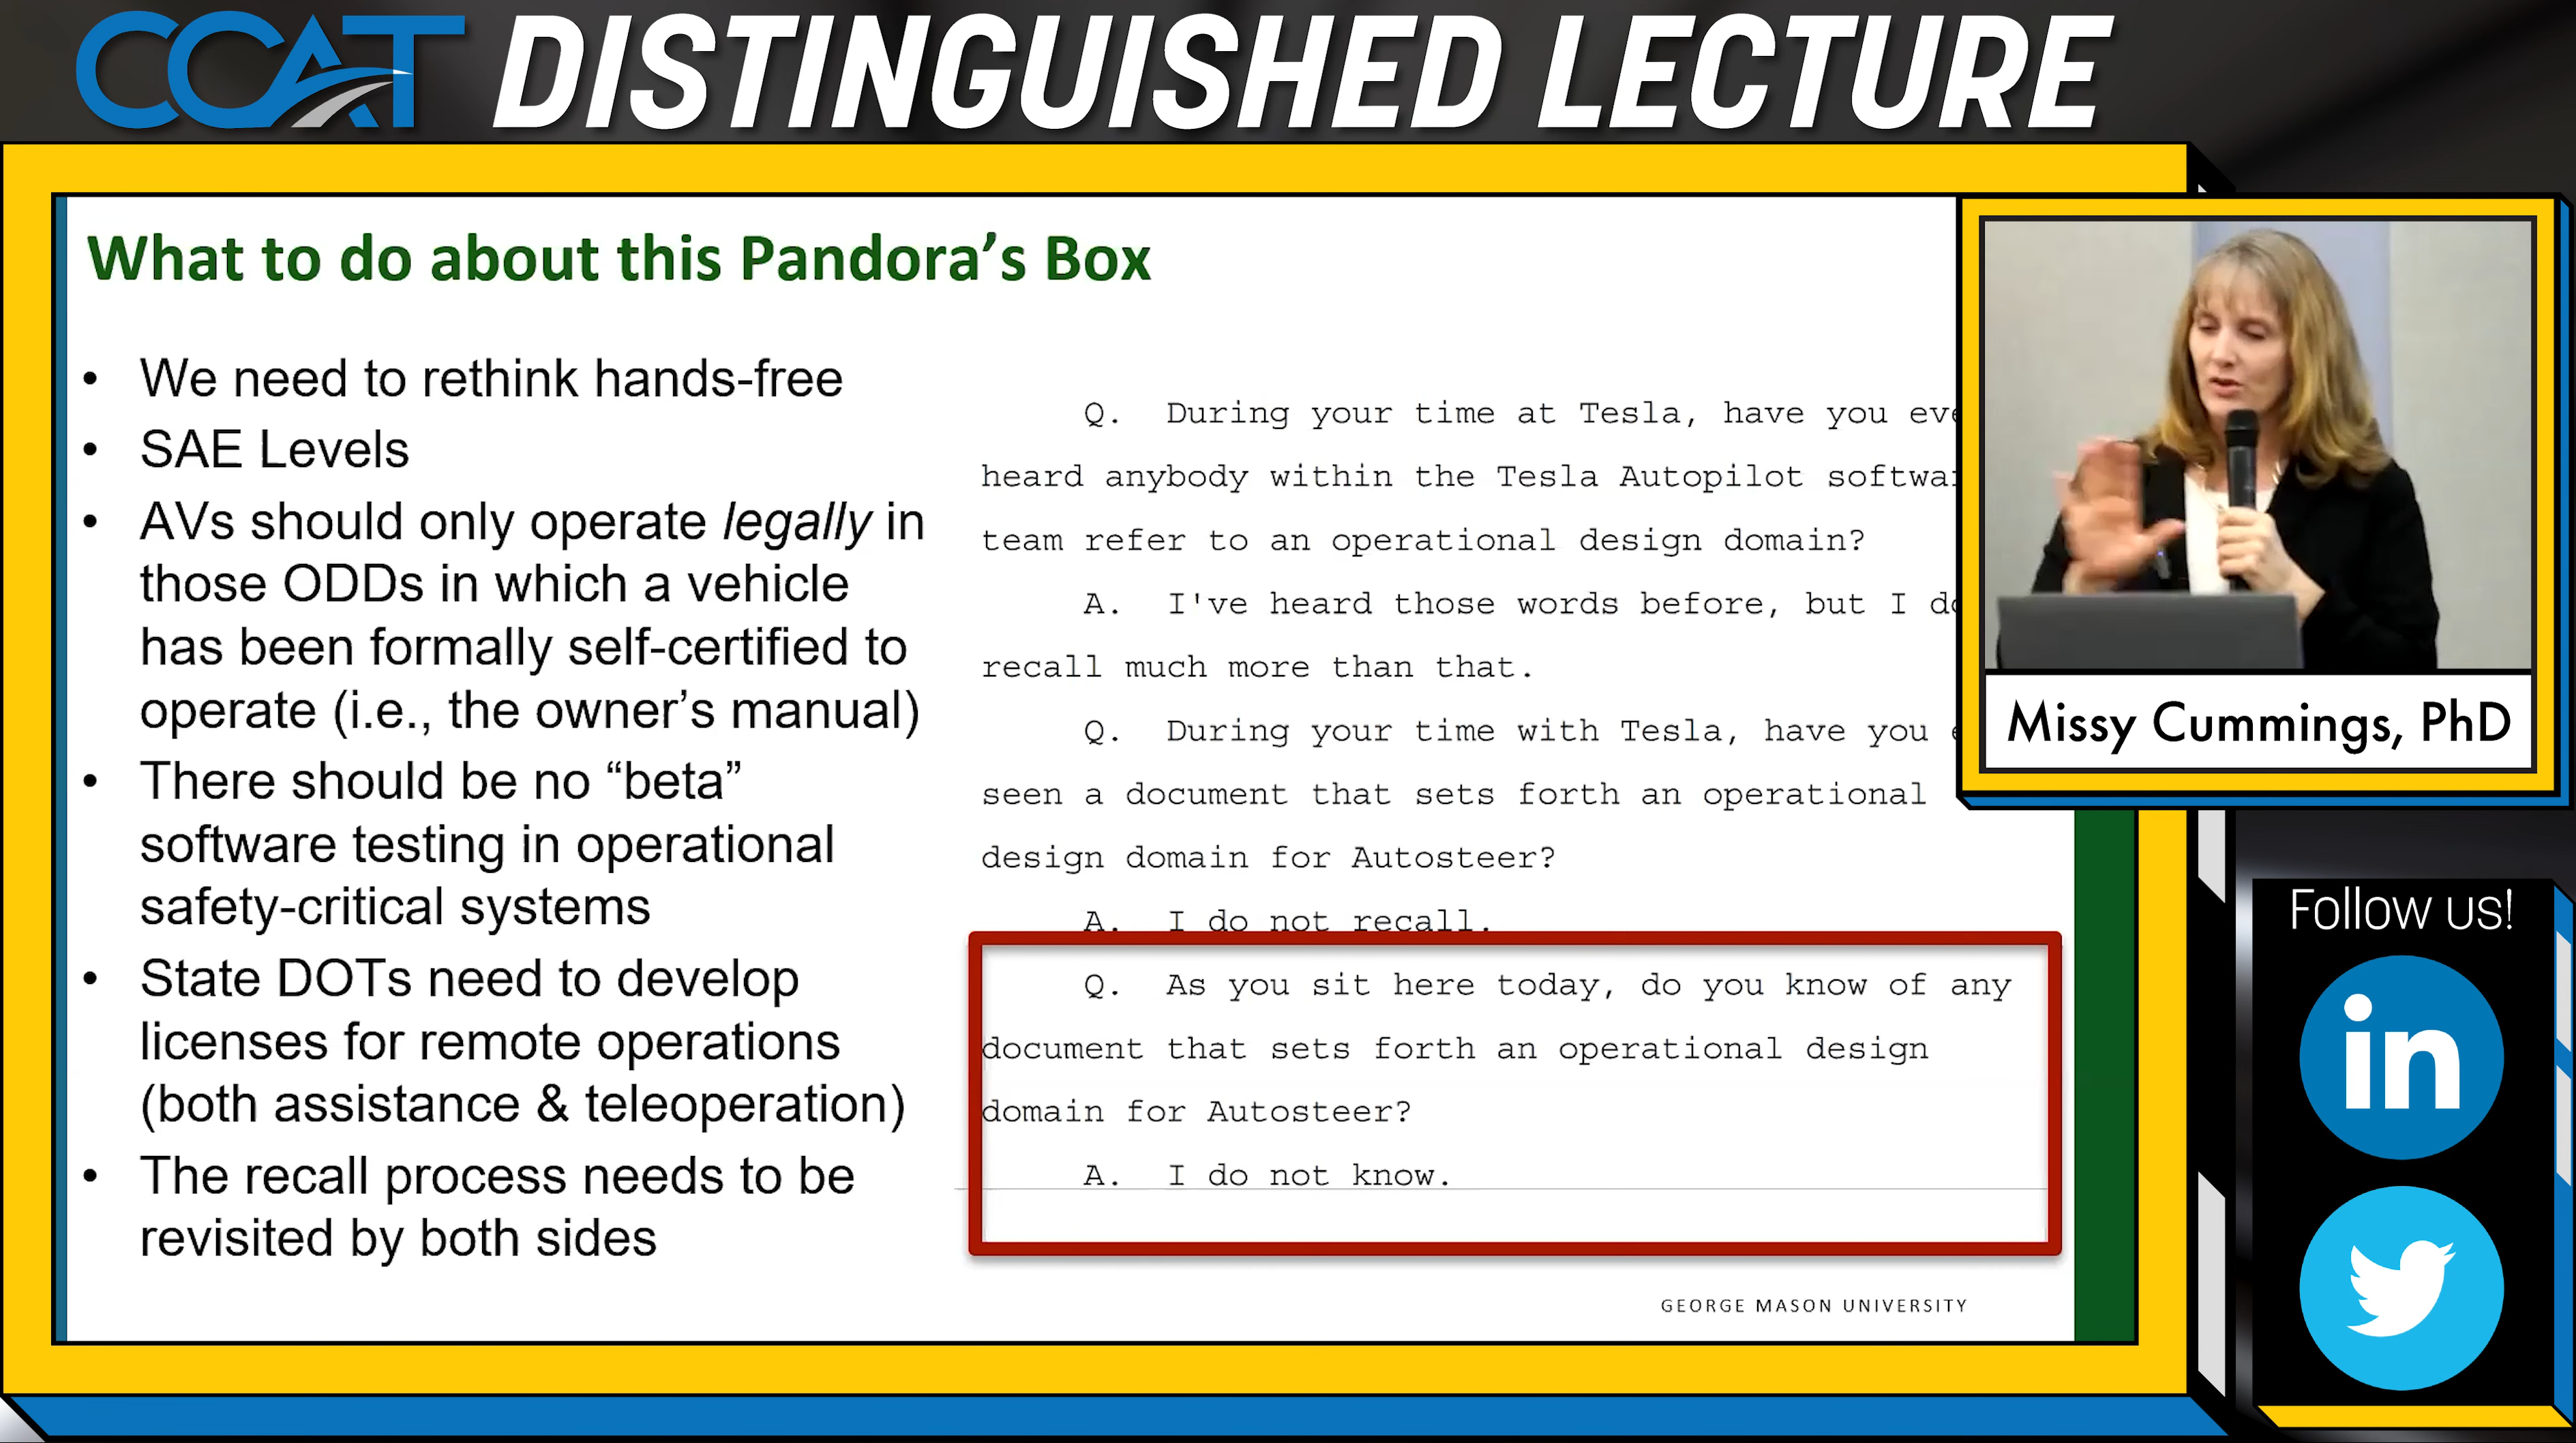 CCAT DISTINGUISHED LECTURE
What to do about this Pandora’s Box
• We need to rethink hands-free
• SAE Levels
• AVs should only operate legally in
those ODDs in which a vehicle
has been formally self-certified to
operate (i.e., the owner’s manual)
• There should be no “beta”
software testing in operational
safety-critical systems
• State DOTs need to develop
licenses for remote operations
(both assistance & teleoperation)
• The recall process needs to be
revisited by both sides
Q. During your time at Tesla, have you
heard anybody within the Tesla Autopilot
team refer to an operational design domain?
A. I've heard those words before, but I
recall much more than that.
Q. During your time with Tesla, have you
seen a document that sets forth an operational
design domain for Autosteer?
A. I do not recall.
Q. As you sit here today, do you know of any
document that sets forth an operational design
domain for Autosteer?
A. I do not know.
GEORGE MASON UNIVERSITY
Missy Cummings, PhD
Follow us!
in